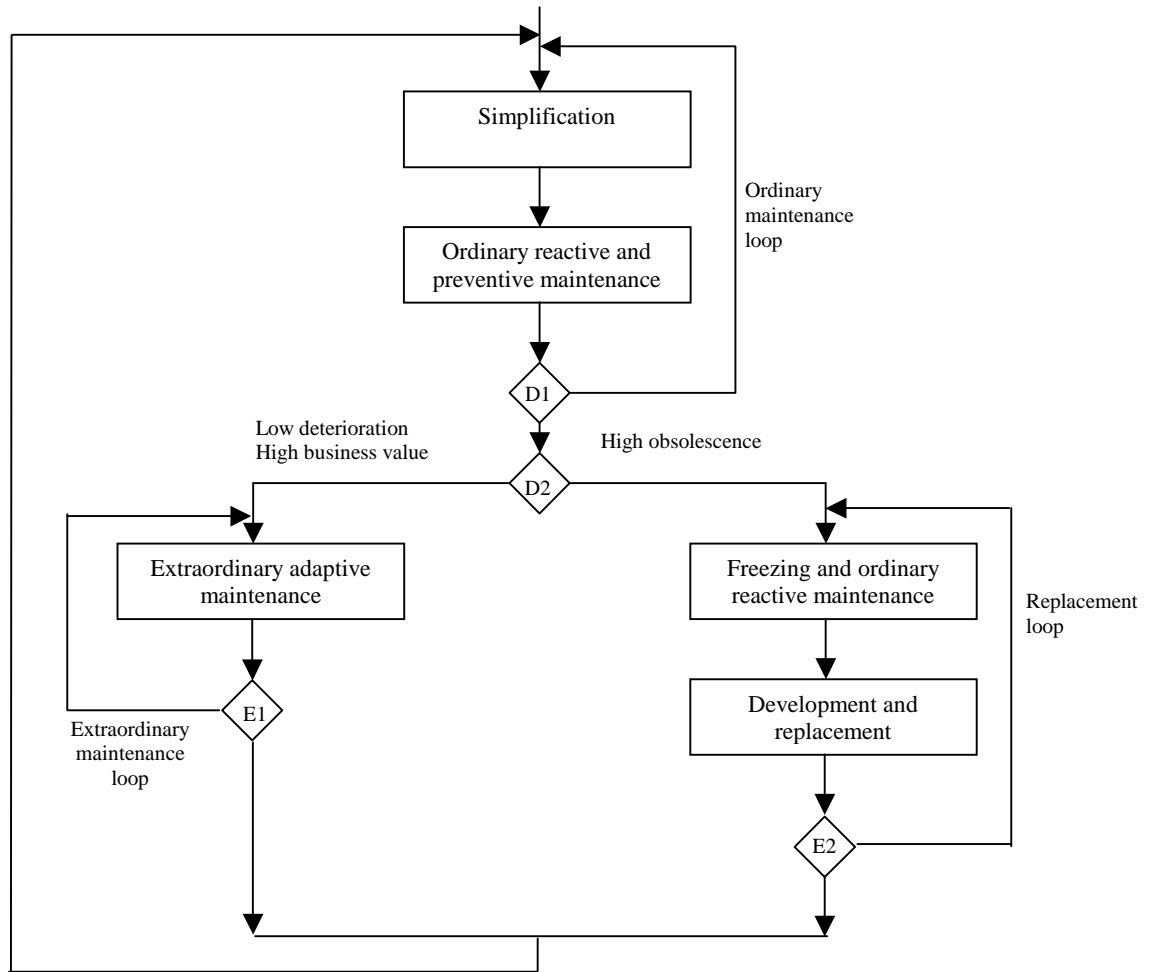 Simplification
Ordinary
maintenance
loop
Ordinary reactive and
preventive maintenance
D1
Low deterioration
High business value
High obsolescence
D2
Extraordinary adaptive
maintenance
Freezing and ordinary
reactive maintenance
Replacement
loop
E1
Extraordinary
maintenance
loop
Development and
replacement
E2